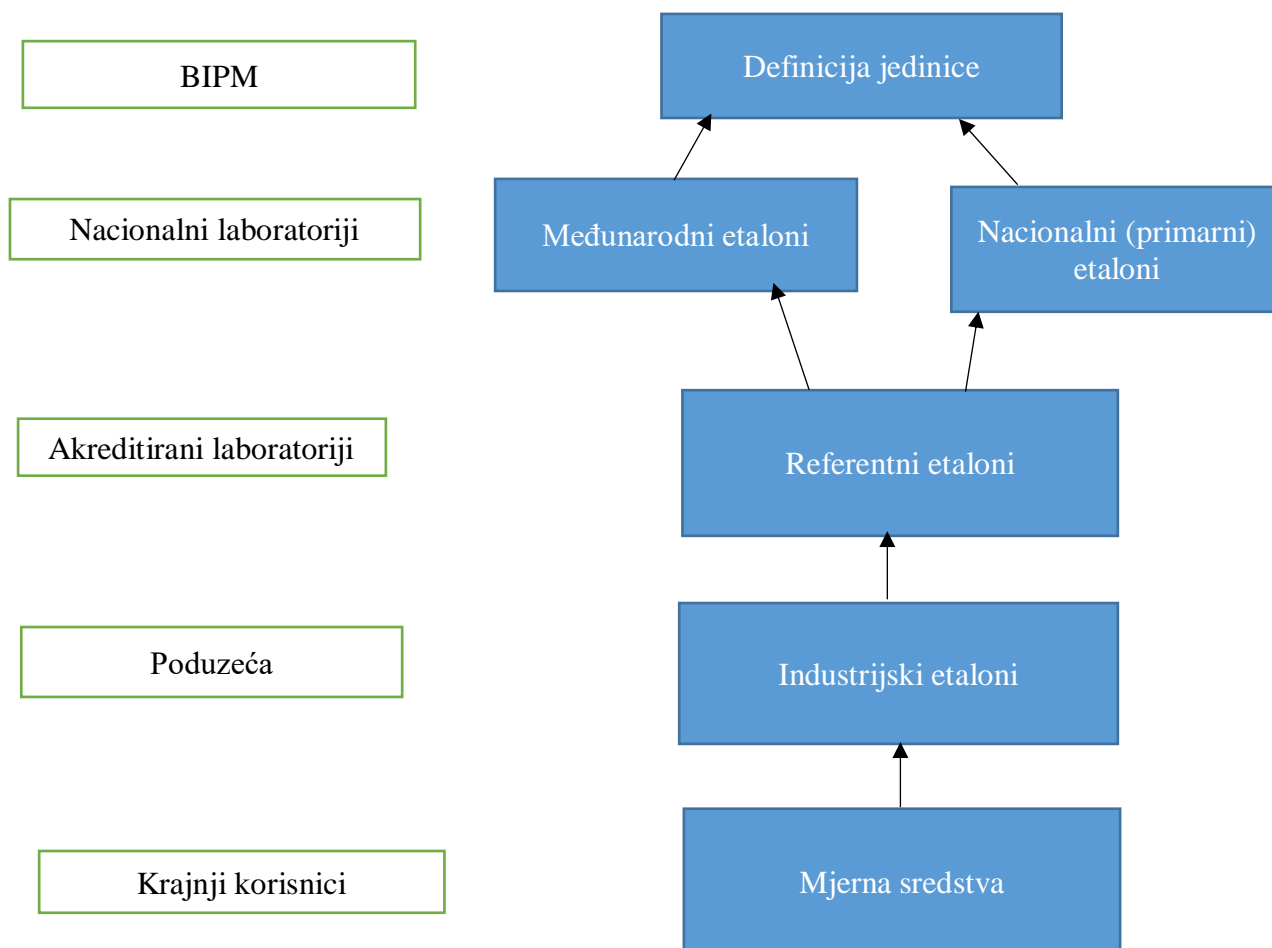 BIPM
Definicija jedinice
Nacionalni laboratoriji
Međunarodni etaloni
Nacionalni (primarni)
etaloni
Akreditirani laboratoriji
Referentni etaloni
Poduzeća
Industrijski etaloni
Krajnji korisnici
Mjerna sredstva